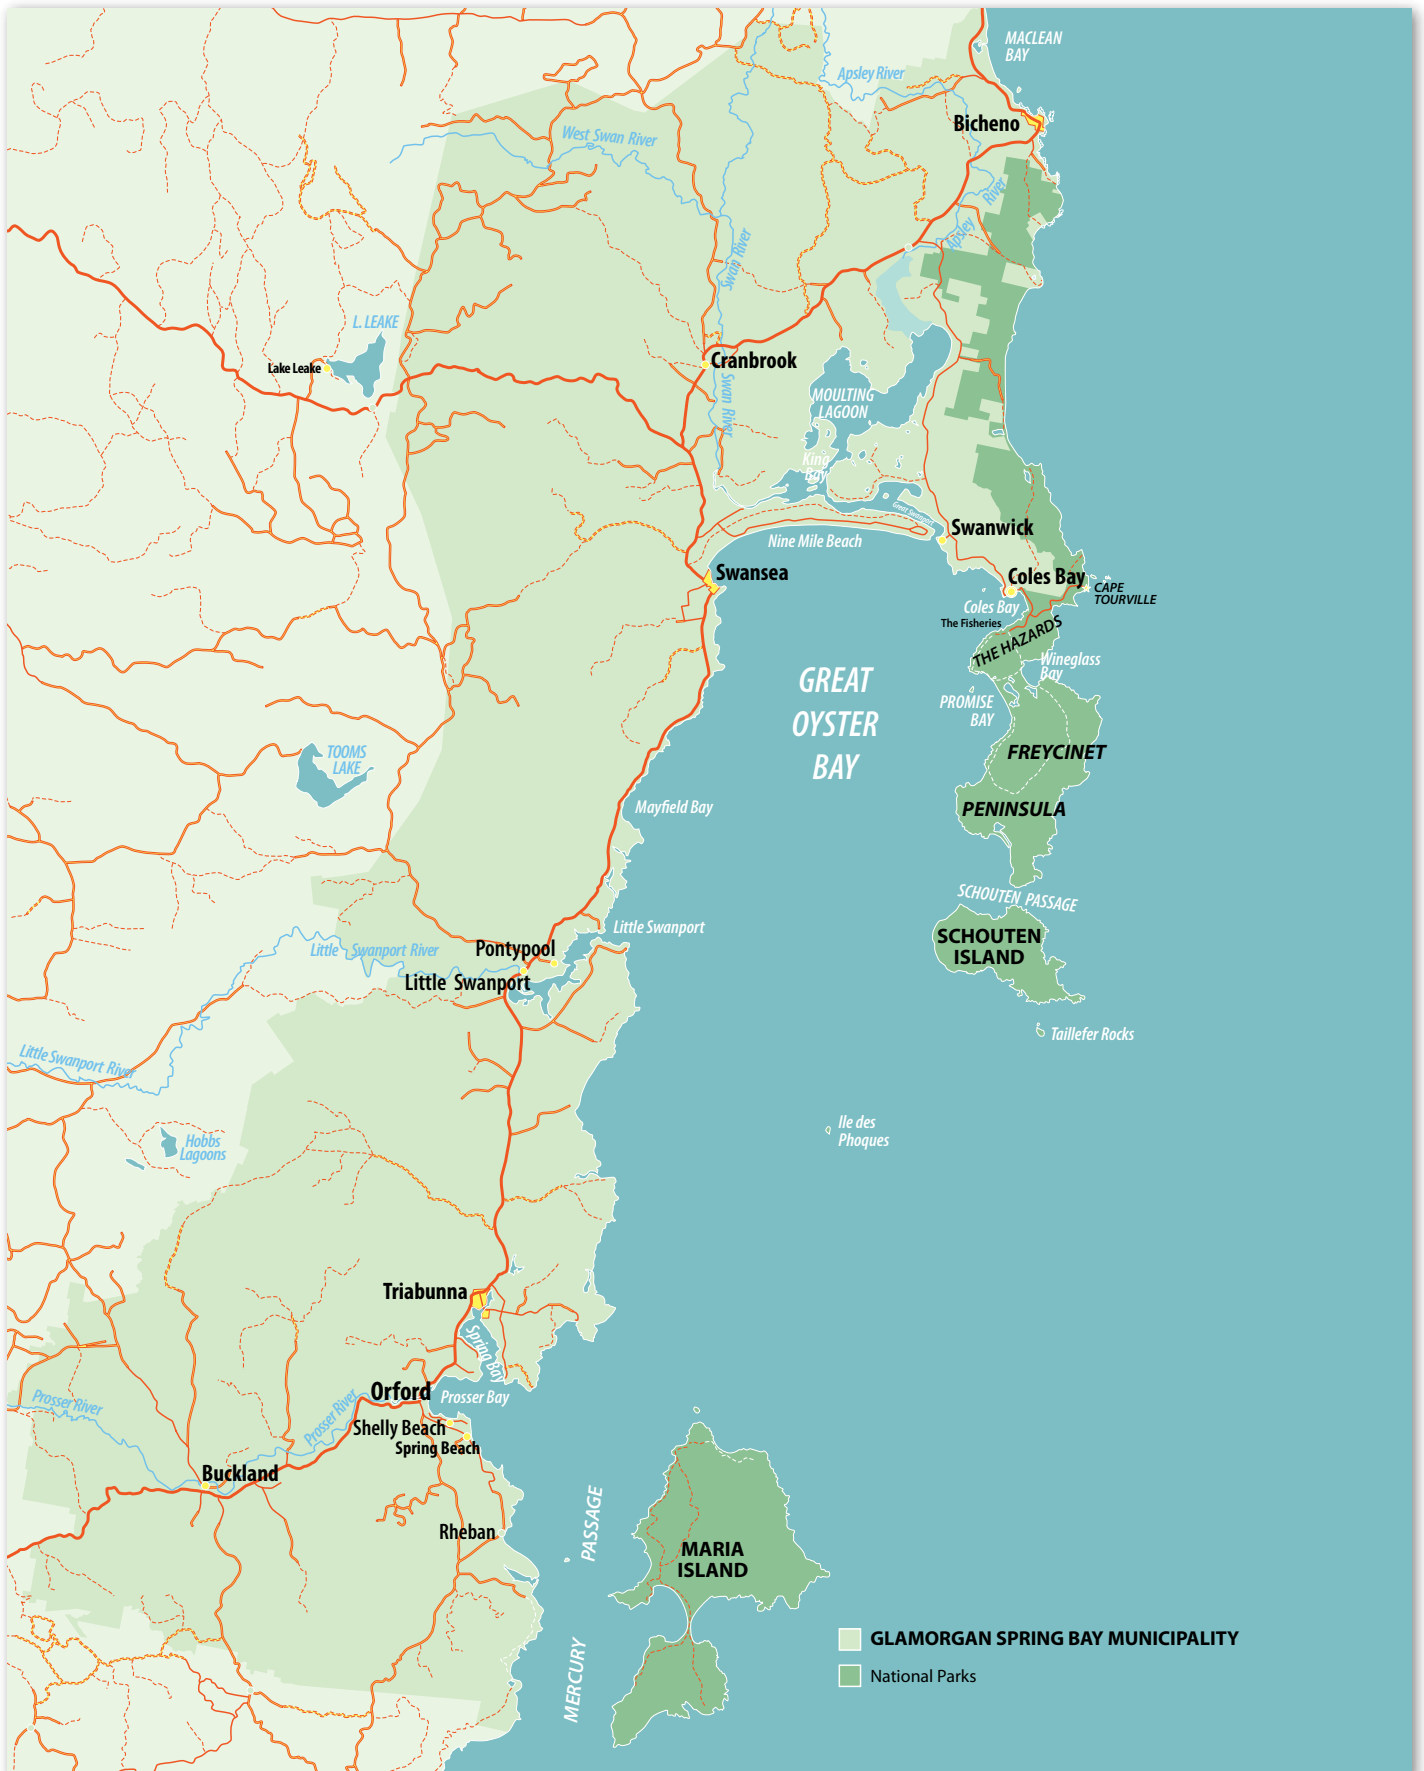 MACLEAN
BAY
Apsley River
Bicheno
West Swan River
Apsley River
Swan River
L. LEAKE
Lake Leake
Cranbrook
Swan River
MOULTING
LAGOON
King
Bay
Great Swanport
Swanwick
Nine Mile Beach
Swansea
Coles Bay
CAPE
TOURVILLE
Coles Bay
The Fisheries
THE HAZARDS
Wineglass
Bay
GREAT
OYSTER
BAY
PROMISE
BAY
FREYCINET
PENINSULA
TOOMS
LAKE
Mayfield Bay
SCHOUTEN PASSAGE
Little Swanport
SCHOUTEN
ISLAND
Pontypool
Little Swanport River
Little Swanport
Taillefer Rocks
Little Swanport River
Ile des
Phoques
Hobbs
Lagoons
Triabunna
Spring Bay
Orford
Prosser Bay
Prosser River
Prosser River
Shelly Beach
Spring Beach
Buckland
Rheban
MERCURY PASSAGE
MARIA
ISLAND
GLAMORGAN SPRING BAY MUNICIPALITY
National Parks